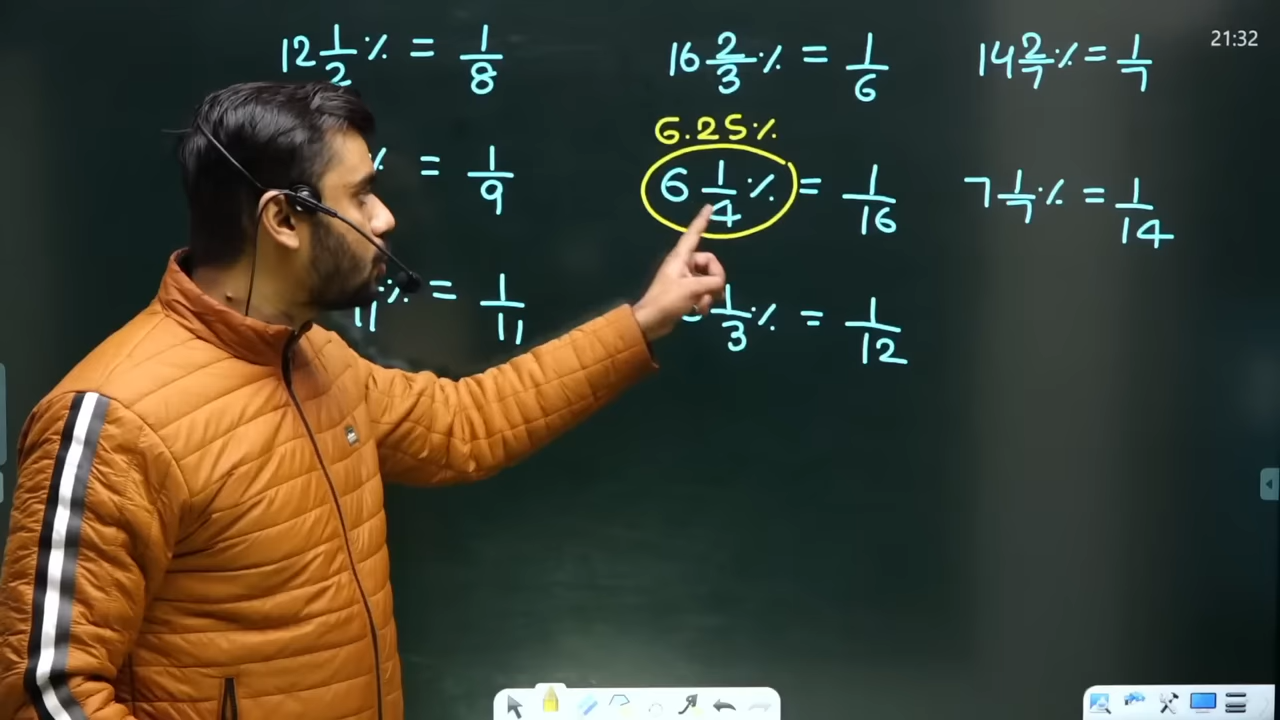 12 1/2 % = 1/8
16 2/3 % = 1/6
14 2/7 % = 1/7
21:32
6.25 %
% = 1/9
6 1/4 % = 1/16
7 1/7 % = 1/14
11 % = 1/11
1/3 % = 1/12